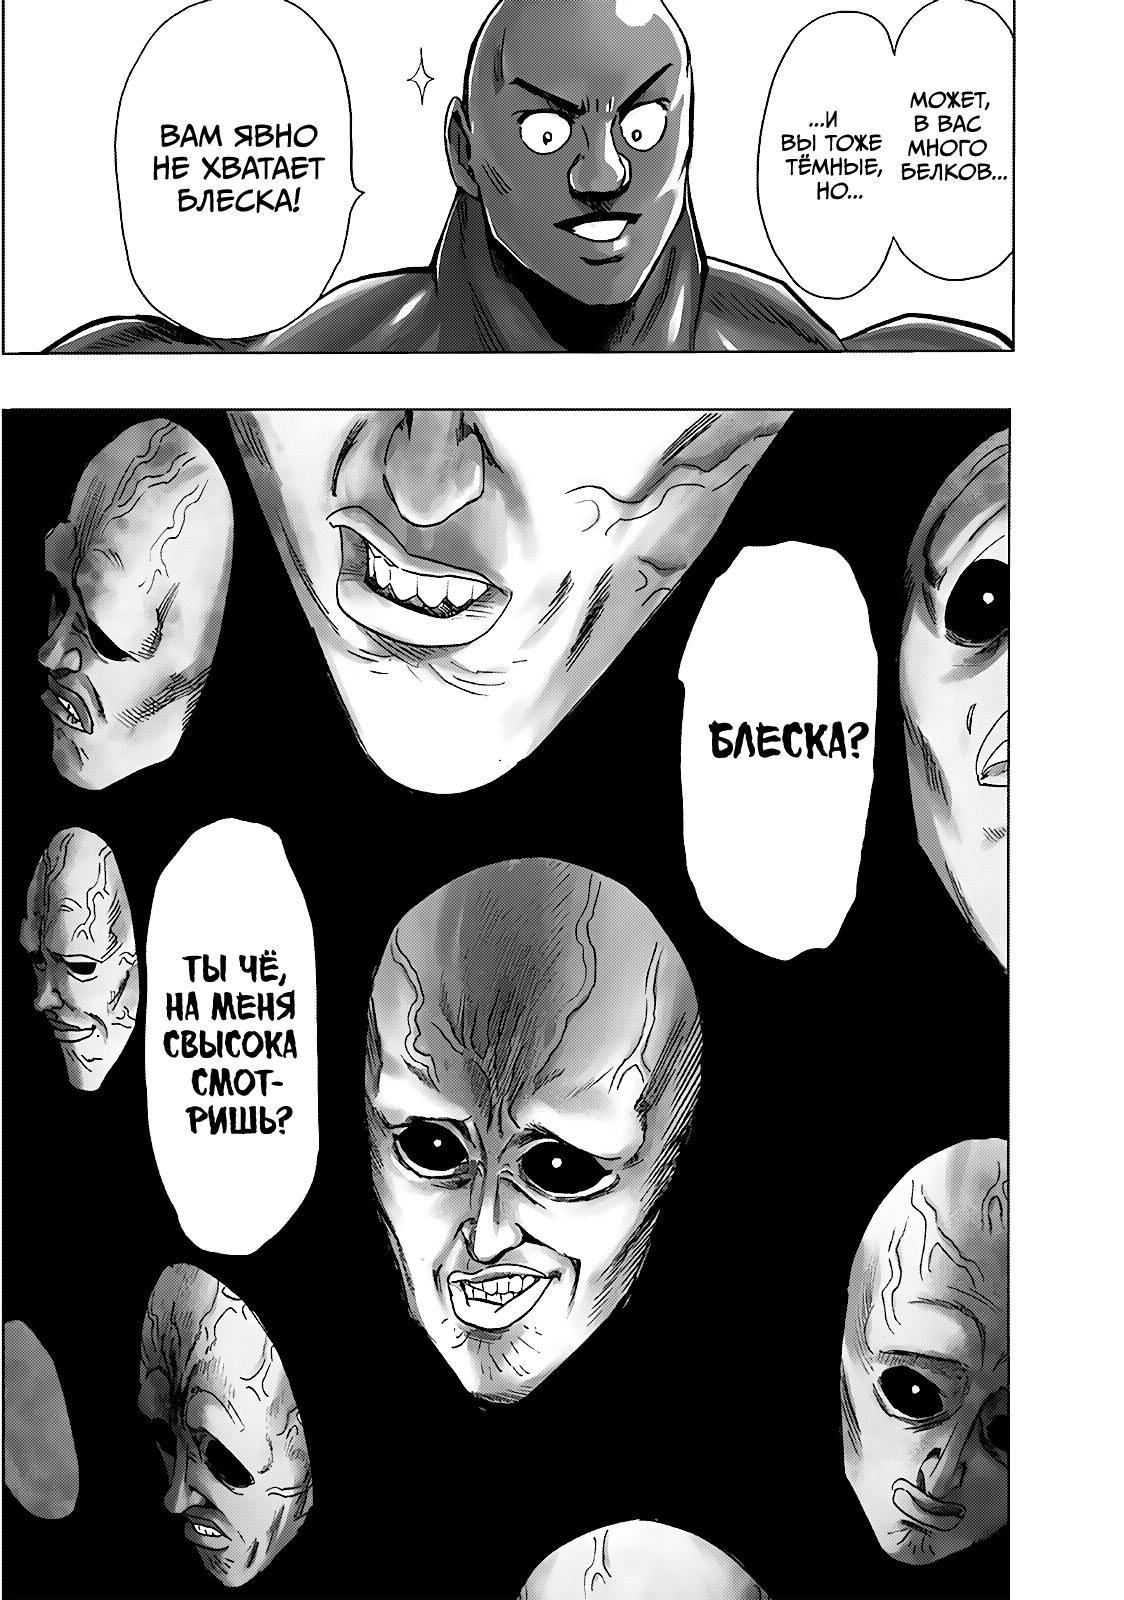 МОЖЕТ,
В ВАС
МНОГО
БЕЛКОВ...
...И
ВЫ ТОЖЕ
ТЁМНЫЕ,
НО...
ВАМ ЯВНО
НЕ ХВАТАЕТ
БЛЕСКА!
БЛЕСКА?
ТЫ ЧЁ,
НА МЕНЯ
СВЫСОКА
СМОТ-
РИШЬ?